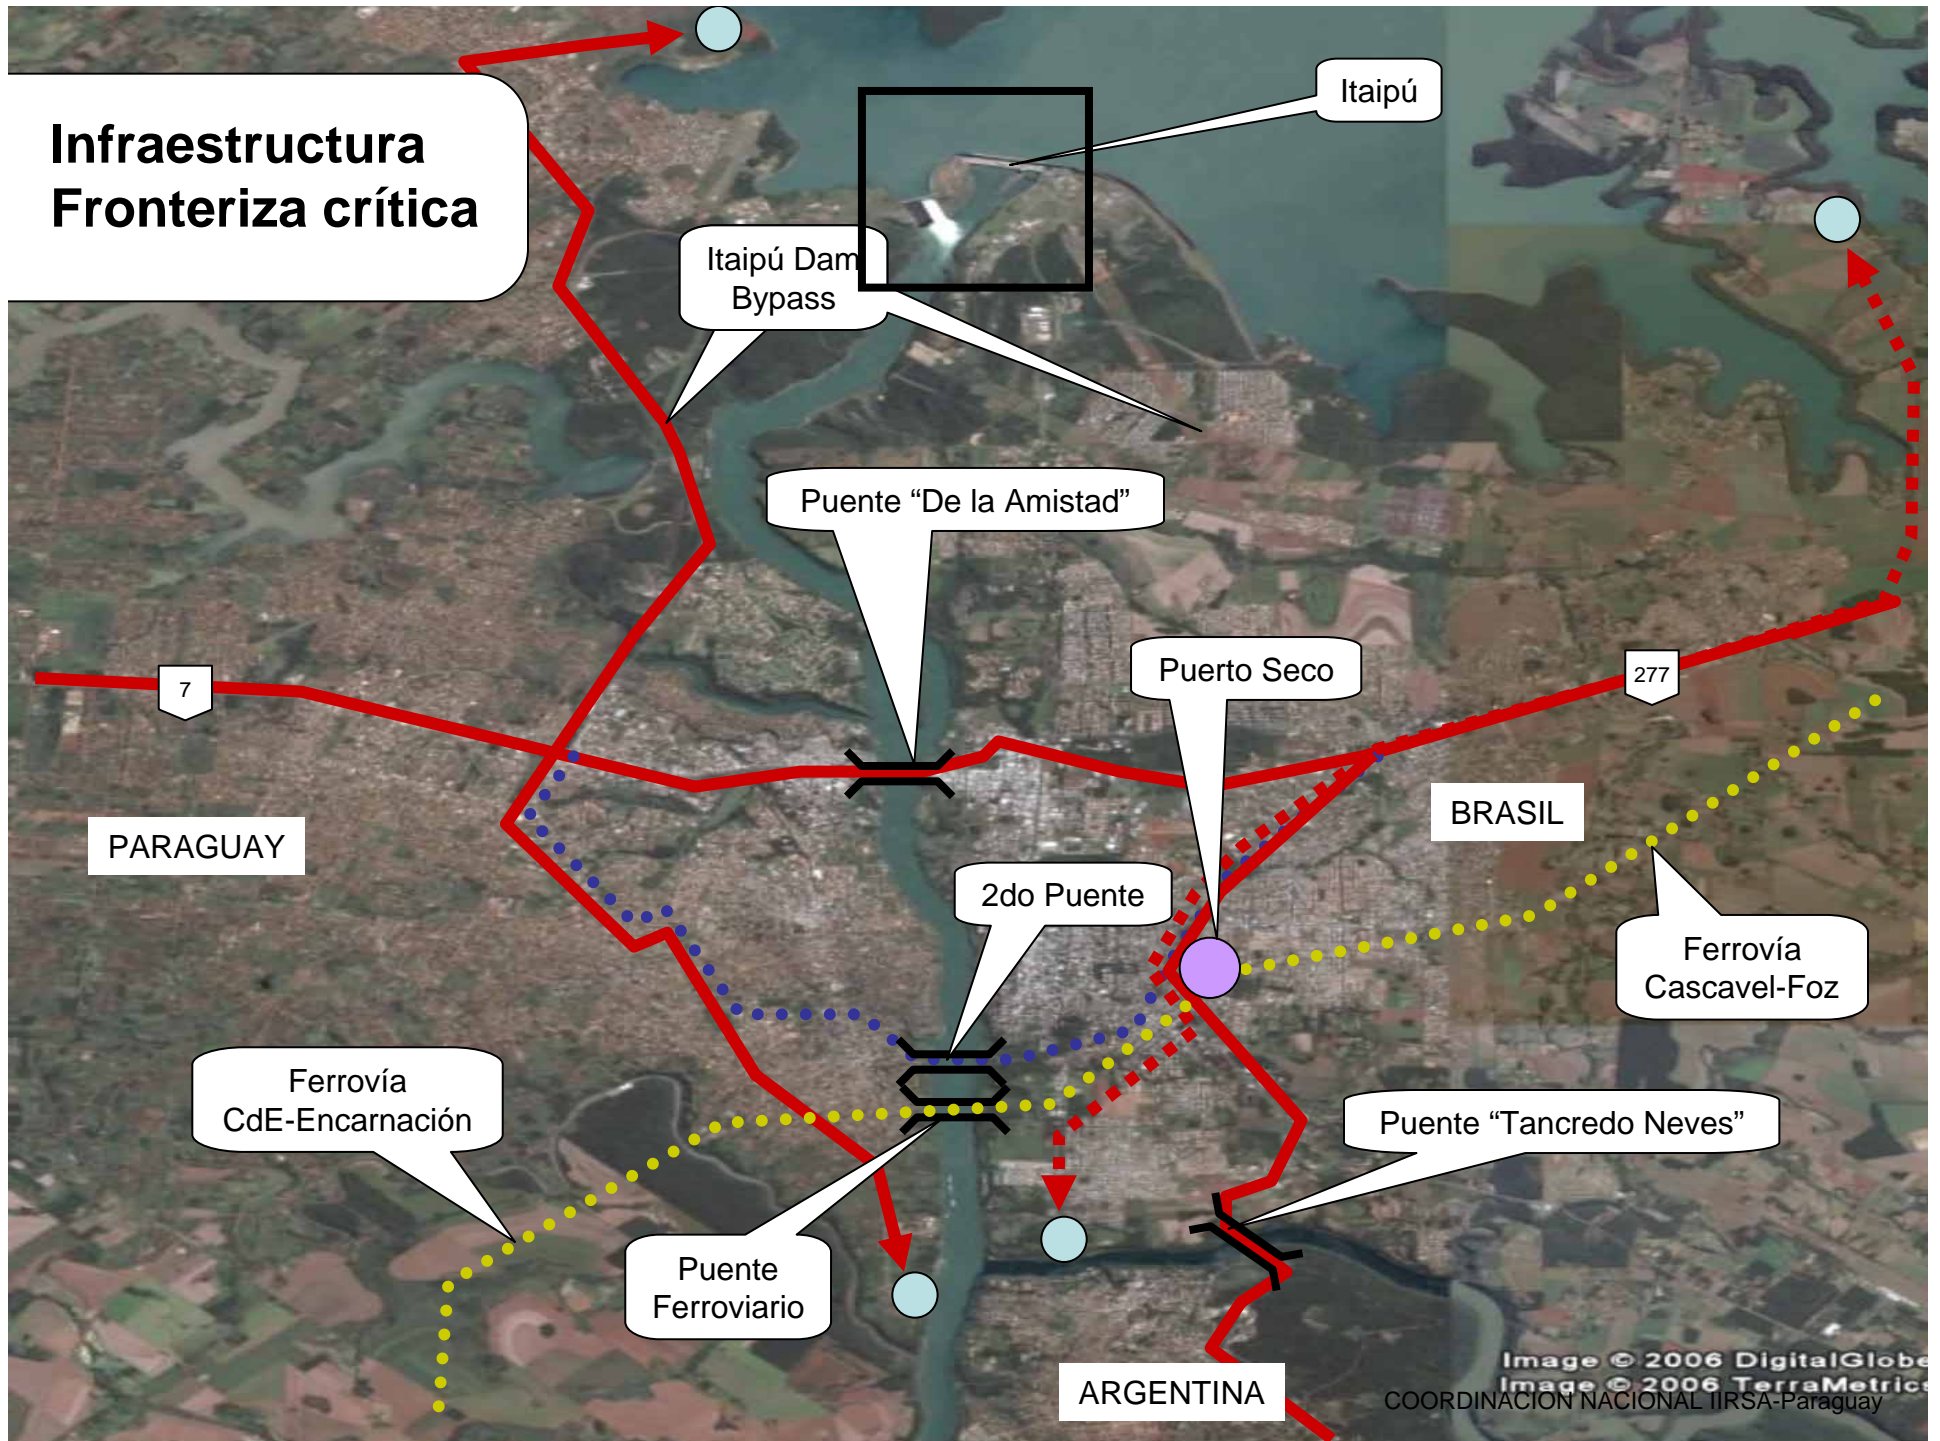 Infraestructura
Fronteriza crítica
Itaipú
Itaipú Dam
Bypass
Puente “De la Amistad”
Puerto Seco
7
277
PARAGUAY
BRASIL
2do Puente
Ferrovía
Cascavel-Foz
Ferrovía
CdE-Encarnación
Puente “Tancredo Neves”
Puente
Ferroviario
ARGENTINA
Image © 2006 DigitalGlobe
Image © 2006 TerraMetrics
COORDINACION NACIONAL IIRSA-Paraguay